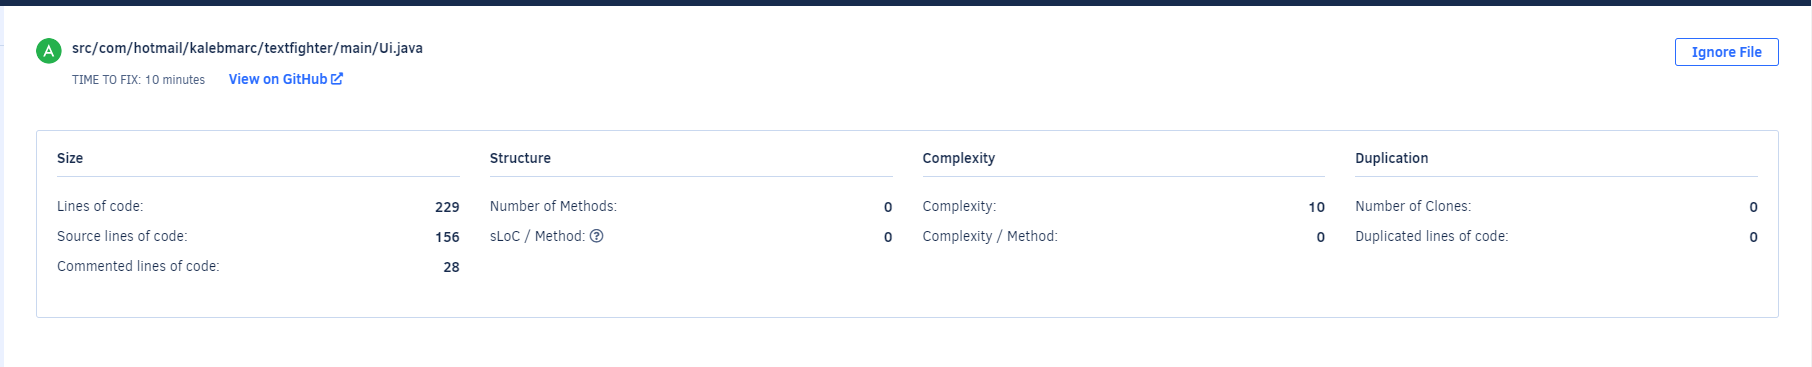 A src/com/hotmail/kalebmarc/textfighter/main/Ui.java
Ignore File
TIME TO FIX: 10 minutes View on GitHub
Size Structure Complexity Duplication
Lines of code: 229 Number of Methods: 0 Complexity: 10 Number of Clones: 0
Source lines of code: 156 sLoC / Method: ? 0 Complexity / Method: 0 Duplicated lines of code: 0
Commented lines of code: 28